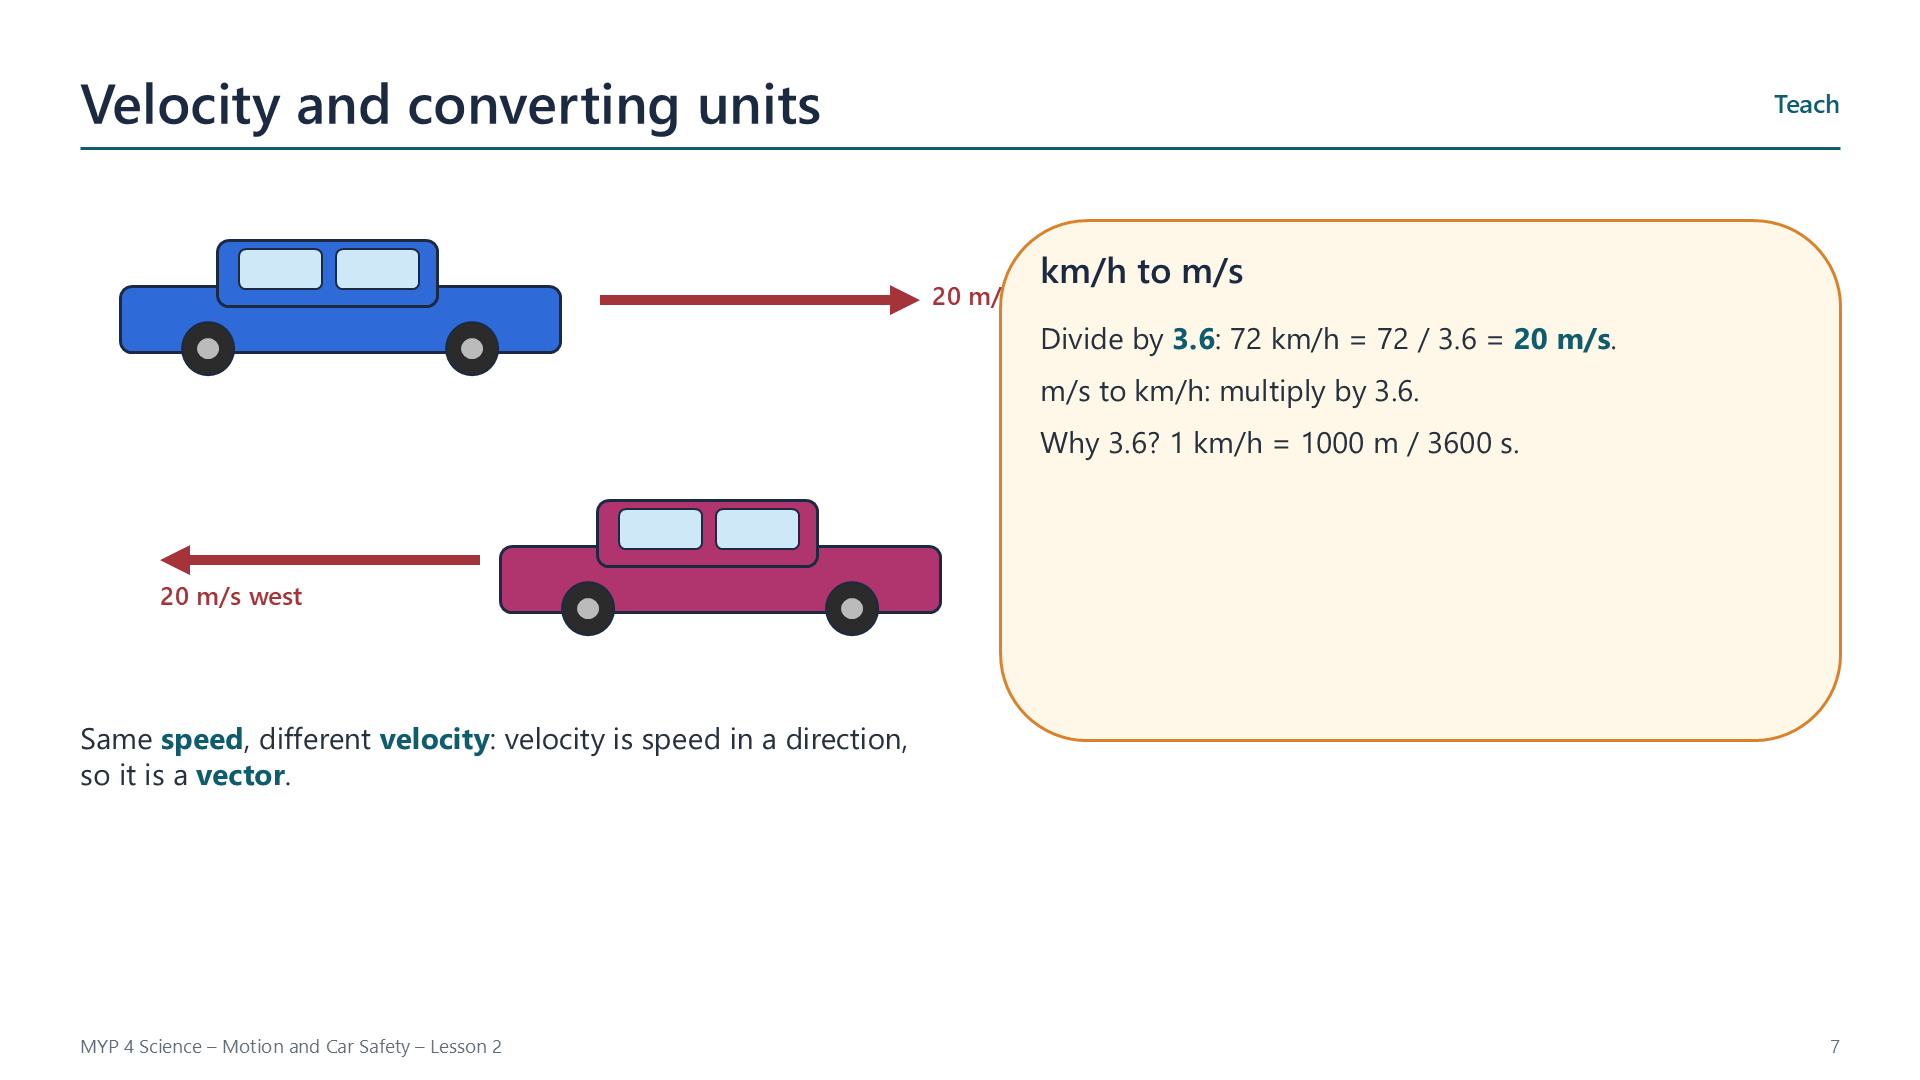 Velocity and converting units
Teach
20 m/
km/h to m/s
Divide by 3.6: 72 km/h = 72 / 3.6 = 20 m/s.
m/s to km/h: multiply by 3.6.
Why 3.6? 1 km/h = 1000 m / 3600 s.
20 m/s west
Same speed, different velocity: velocity is speed in a direction,
so it is a vector.
MYP 4 Science – Motion and Car Safety – Lesson 2
7